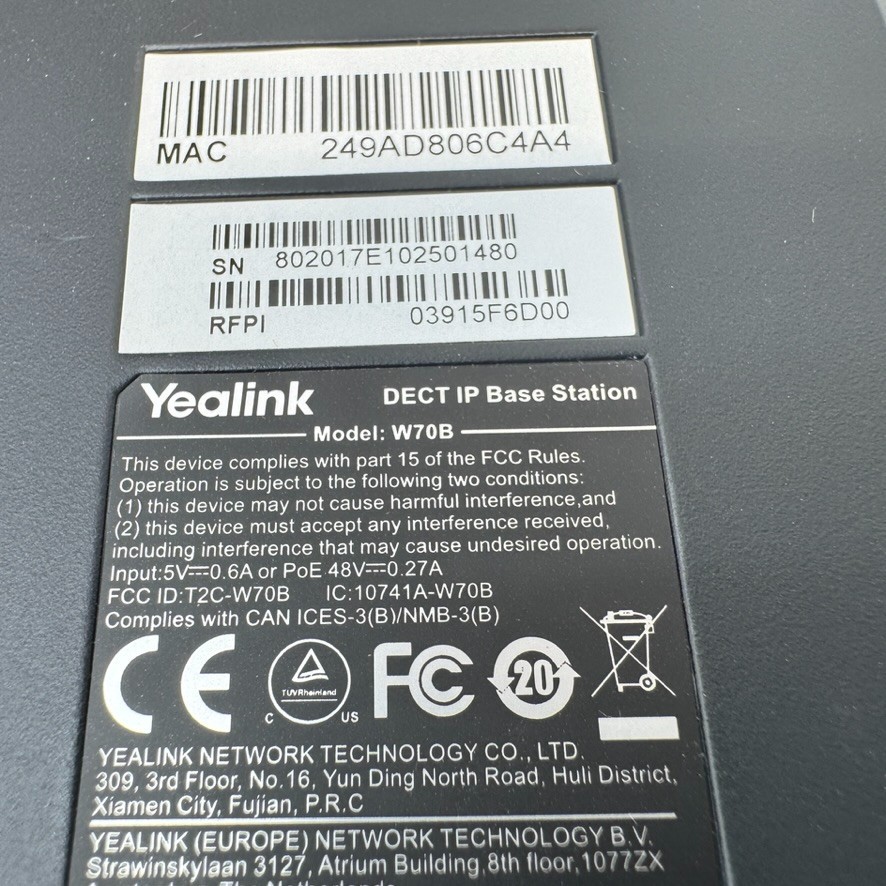 MAC 249AD806C4A4
SN 802017E102501480
RFPI 03915F6D00
Yealink DECT IP Base Station
Model: W70B
This device complies with part 15 of the FCC Rules.
Operation is subject to the following two conditions:
(1) this device may not cause harmful interference,and
(2) this device must accept any interference received,
including interference that may cause undesired operation.
Input:5V⎓0.6A or PoE 48V⎓0.27A
FCC ID:T2C-W70B IC:10741A-W70B
Complies with CAN ICES-3(B)/NMB-3(B)
CE TÜVRheinland C US FC 20
YEALINK NETWORK TECHNOLOGY CO., LTD.
309, 3rd Floor, No.16, Yun Ding North Road, Huli District,
Xiamen City, Fujian, P.R.C
YEALINK (EUROPE) NETWORK TECHNOLOGY B.V.
Strawinskylaan 3127, Atrium Building,8th floor,1077ZX
The Netherlands